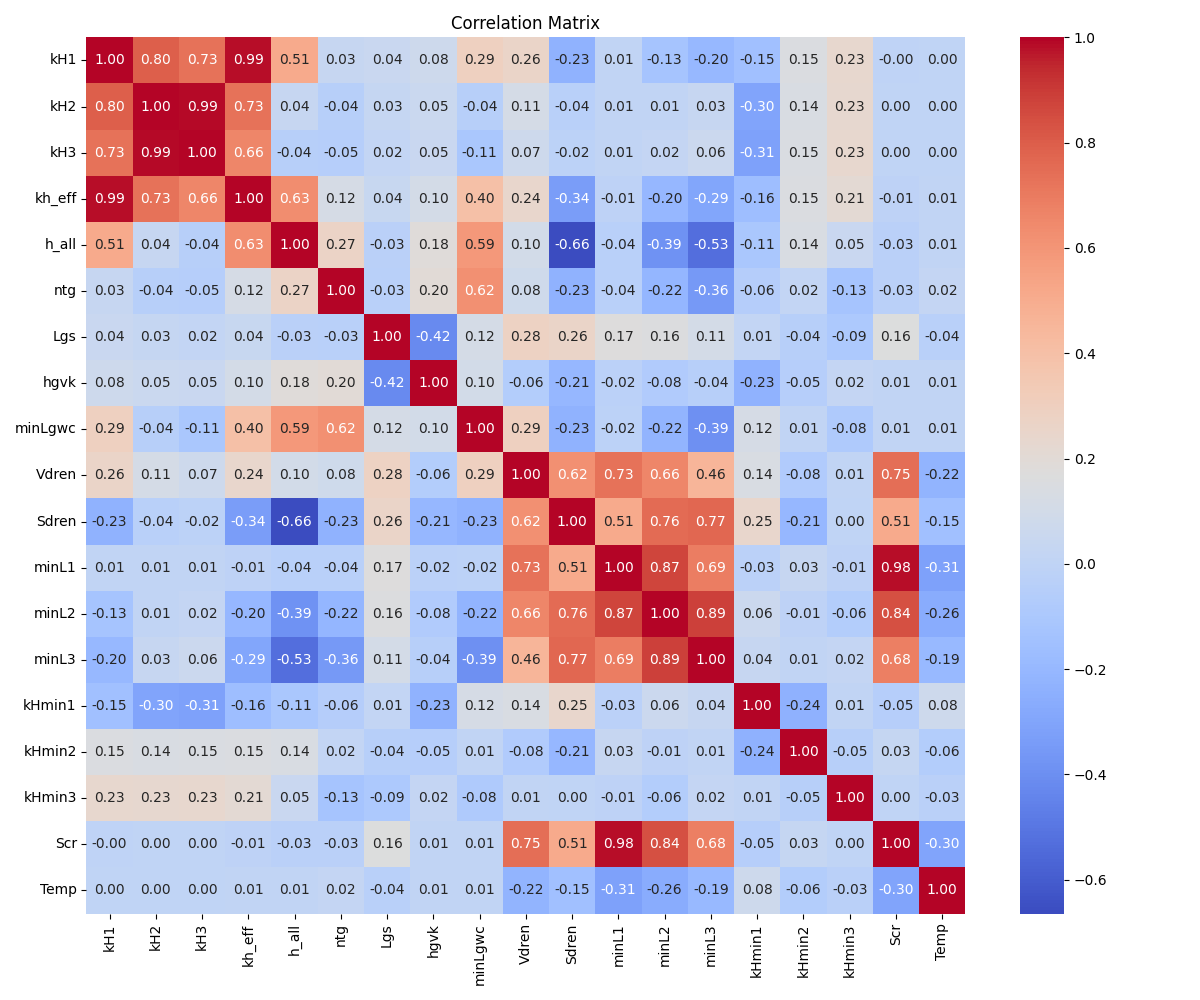 Correlation Matrix
kH1 1.00 0.80 0.73 0.99 0.51 0.03 0.04 0.08 0.29 0.26 -0.23 0.01 -0.13 -0.20 -0.15 0.15 0.23 -0.00 0.00
kH2 0.80 1.00 0.99 0.73 0.04 -0.04 0.03 0.05 -0.04 0.11 -0.04 0.01 0.01 0.03 -0.30 0.14 0.23 0.00 0.00
kH3 0.73 0.99 1.00 0.66 -0.04 -0.05 0.02 0.05 -0.11 0.07 -0.02 0.01 0.02 0.06 -0.31 0.15 0.23 0.00 0.00
kh_eff 0.99 0.73 0.66 1.00 0.63 0.12 0.04 0.10 0.40 0.24 -0.34 -0.01 -0.20 -0.29 -0.16 0.15 0.21 -0.01 0.01
h_all 0.51 0.04 -0.04 0.63 1.00 0.27 -0.03 0.18 0.59 0.10 -0.66 -0.04 -0.39 -0.53 -0.11 0.14 0.05 -0.03 0.01
ntg 0.03 -0.04 -0.05 0.12 0.27 1.00 -0.03 0.20 0.62 0.08 -0.23 -0.04 -0.22 -0.36 -0.06 0.02 -0.13 -0.03 0.02
Lgs 0.04 0.03 0.02 0.04 -0.03 -0.03 1.00 -0.42 0.12 0.28 0.26 0.17 0.16 0.11 0.01 -0.04 -0.09 0.16 -0.04
hgvk 0.08 0.05 0.05 0.10 0.18 0.20 -0.42 1.00 0.10 -0.06 -0.21 -0.02 -0.08 -0.04 -0.23 -0.05 0.02 0.01 0.01
minLgwc 0.29 -0.04 -0.11 0.40 0.59 0.62 0.12 0.10 1.00 0.29 -0.23 -0.02 -0.22 -0.39 0.12 0.01 -0.08 0.01 0.01
Vdren 0.26 0.11 0.07 0.24 0.10 0.08 0.28 -0.06 0.29 1.00 0.62 0.73 0.66 0.46 0.14 -0.08 0.01 0.75 -0.22
Sdren -0.23 -0.04 -0.02 -0.34 -0.66 -0.23 0.26 -0.21 -0.23 0.62 1.00 0.51 0.76 0.77 0.25 -0.21 0.00 0.51 -0.15
minL1 0.01 0.01 0.01 -0.01 -0.04 -0.04 0.17 -0.02 -0.02 0.73 0.51 1.00 0.87 0.69 -0.03 0.03 -0.01 0.98 -0.31
minL2 -0.13 0.01 0.02 -0.20 -0.39 -0.22 0.16 -0.08 -0.22 0.66 0.76 0.87 1.00 0.89 0.06 -0.01 -0.06 0.84 -0.26
minL3 -0.20 0.03 0.06 -0.29 -0.53 -0.36 0.11 -0.04 -0.39 0.46 0.77 0.69 0.89 1.00 0.04 0.01 0.02 0.68 -0.19
kHmin1 -0.15 -0.30 -0.31 -0.16 -0.11 -0.06 0.01 -0.23 0.12 0.14 0.25 -0.03 0.06 0.04 1.00 -0.24 0.01 -0.05 0.08
kHmin2 0.15 0.14 0.15 0.15 0.14 0.02 -0.04 -0.05 0.01 -0.08 -0.21 0.03 -0.01 0.01 -0.24 1.00 -0.05 0.03 -0.06
kHmin3 0.23 0.23 0.23 0.21 0.05 -0.13 -0.09 0.02 -0.08 0.01 0.00 -0.01 -0.06 0.02 0.01 -0.05 1.00 0.00 -0.03
Scr -0.00 0.00 0.00 -0.01 -0.03 -0.03 0.16 0.01 0.01 0.75 0.51 0.98 0.84 0.68 -0.05 0.03 0.00 1.00 -0.30
Temp 0.00 0.00 0.00 0.01 0.01 0.02 -0.04 0.01 0.01 -0.22 -0.15 -0.31 -0.26 -0.19 0.08 -0.06 -0.03 -0.30 1.00
kH1 kH2 kH3 kh_eff h_all ntg Lgs hgvk minLgwc Vdren Sdren minL1 minL2 minL3 kHmin1 kHmin2 kHmin3 Scr Temp
1.0
0.8
0.6
0.4
0.2
0.0
−0.2
−0.4
−0.6